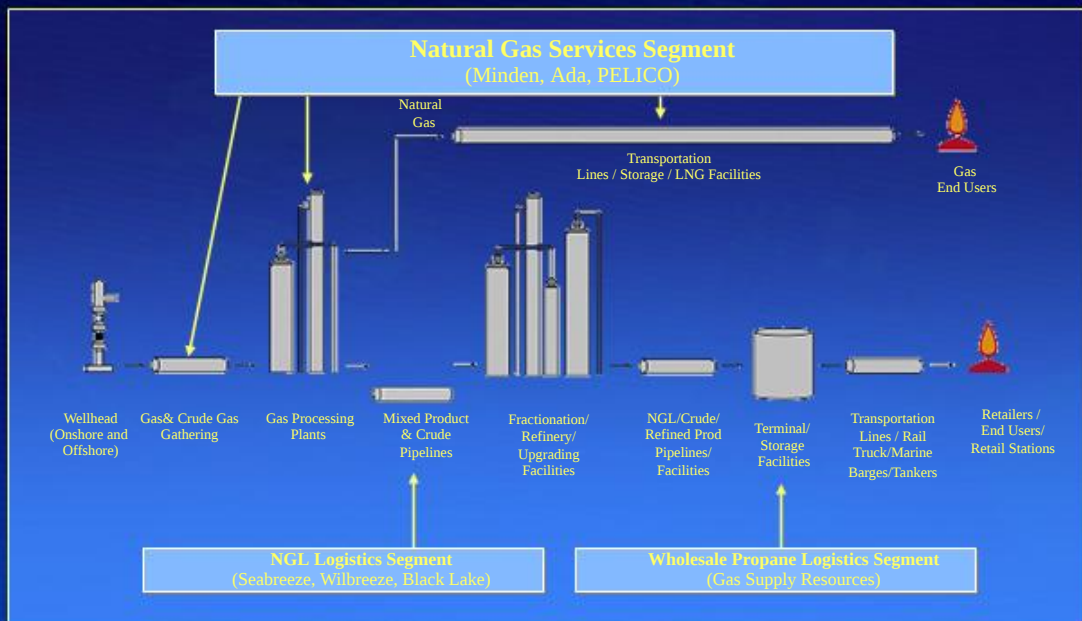 Natural Gas Services Segment
(Minden, Ada, PELICO)
Natural
Gas
Transportation
Lines / Storage / LNG Facilities
Gas
End Users
Wellhead
(Onshore and
Offshore)
Gas& Crude Gas
Gathering
Gas Processing
Plants
Mixed Product
& Crude
Pipelines
Fractionation/
Refinery/
Upgrading
Facilities
NGL/Crude/
Refined Prod
Pipelines/
Facilities
Terminal/
Storage
Facilities
Transportation
Lines / Rail
Truck/Marine
Barges/Tankers
Retailers /
End Users/
Retail Stations
NGL Logistics Segment
(Seabreeze, Wilbreeze, Black Lake)
Wholesale Propane Logistics Segment
(Gas Supply Resources)